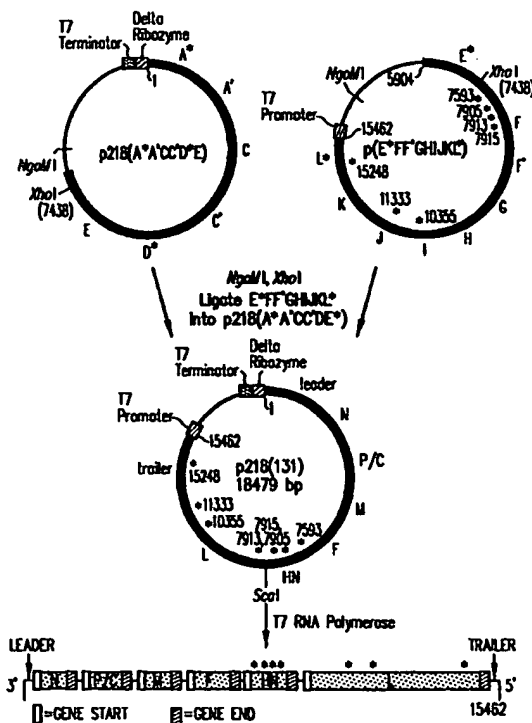 T7
Terminator
Delta
Ribozyme
1
A*
A'
C
C'
D*
E
NgoMI
XhoI
(7438)
p218(A*A'CC'D*E)
T7
Promoter
NgoMI
5904
E*
XhoI
(7438)
7593
7905
7913
7915
F
F'
G
H
I
J
K
L*
15462
15248
11333
10355
p(E*FF'GHIJKL*)
NgoMI, XhoI
Ligate E*FF'GHIJKL*
into p218(A*A'CC'DE*)
T7
Terminator
Delta
Ribozyme
1
leader
T7
Promoter
15462
trailer
15248
11333
10355
p218(131)
18479 bp
7915,
7913,7905
7593
N
P/C
M
F
HN
L
ScaI
T7 RNA Polymerase
LEADER
TRAILER
3'
N
P/C
M
F
HN
L
5'
15462
=GENE START
=GENE END